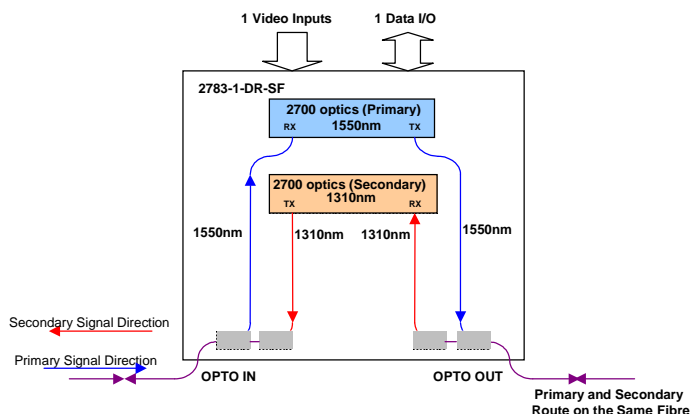 1 Video Inputs
1 Data I/O
2783-1-DR-SF
2700 optics (Primary)
1550nm
RX
TX
2700 optics (Secondary)
1310nm
TX
RX
1550nm
1310nm
1310nm
1550nm
Secondary Signal Direction
Primary Signal Direction
OPTO IN
OPTO OUT
Primary and Secondary
Route on the Same Fibre